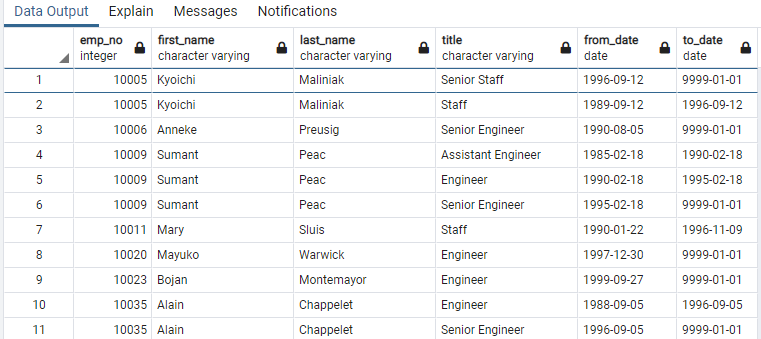 Data Output Explain Messages Notifications
emp_no first_name last_name title from_date to_date
integer character varying character varying character varying date date
1 10005 Kyoichi Maliniak Senior Staff 1996-09-12 9999-01-01
2 10005 Kyoichi Maliniak Staff 1989-09-12 1996-09-12
3 10006 Anneke Preusig Senior Engineer 1990-08-05 9999-01-01
4 10009 Sumant Peac Assistant Engineer 1985-02-18 1990-02-18
5 10009 Sumant Peac Engineer 1990-02-18 1995-02-18
6 10009 Sumant Peac Senior Engineer 1995-02-18 9999-01-01
7 10011 Mary Sluis Staff 1990-01-22 1996-11-09
8 10020 Mayuko Warwick Engineer 1997-12-30 9999-01-01
9 10023 Bojan Montemayor Engineer 1999-09-27 9999-01-01
10 10035 Alain Chappelet Engineer 1988-09-05 1996-09-05
11 10035 Alain Chappelet Senior Engineer 1996-09-05 9999-01-01